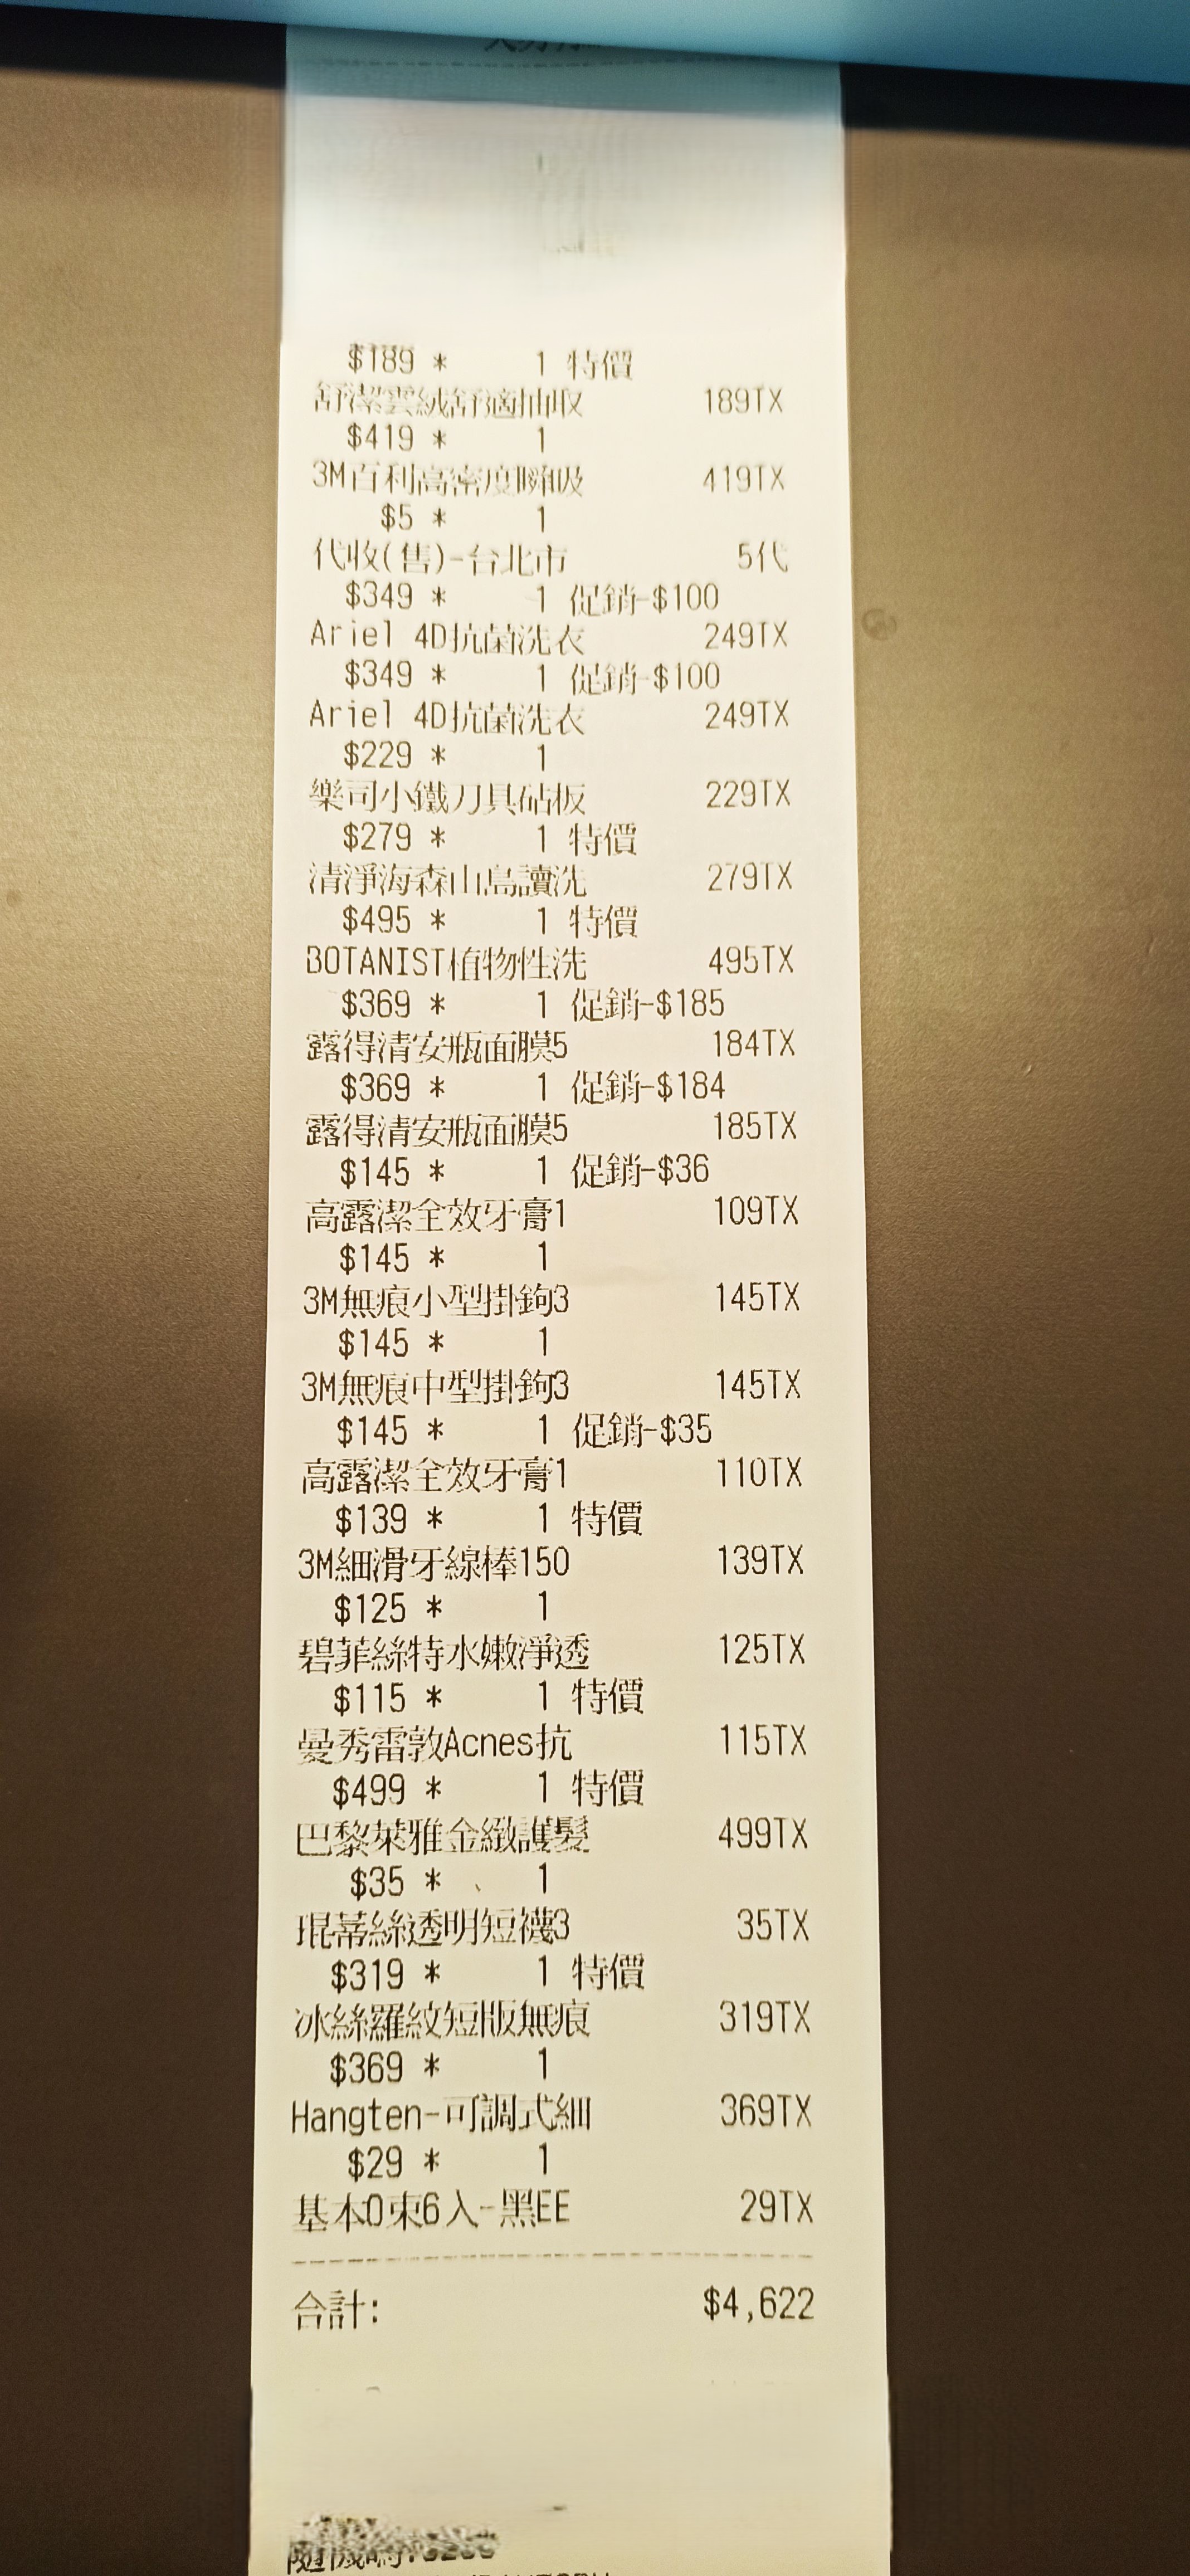 $189 * 1 特價
舒潔雲絨舒適抽取 189TX
$419 * 1
3M百利高密度瞬吸 419TX
$5 * 1
代收(售)-台北市 5代
$349 * 1 促銷-$100
Ariel 4D抗菌洗衣 249TX
$349 * 1 促銷-$100
Ariel 4D抗菌洗衣 249TX
$229 * 1
樂司小鐵刀具砧板 229TX
$279 * 1 特價
清淨海森山島讀洗 279TX
$495 * 1 特價
BOTANIST植物性洗 495TX
$369 * 1 促銷-$185
露得清安瓶面膜5 184TX
$369 * 1 促銷-$184
露得清安瓶面膜5 185TX
$145 * 1 促銷-$36
高露潔全效牙膏1 109TX
$145 * 1
3M無痕小型掛鉤3 145TX
$145 * 1
3M無痕中型掛鉤3 145TX
$145 * 1 促銷-$35
高露潔全效牙膏1 110TX
$139 * 1 特價
3M細滑牙線棒150 139TX
$125 * 1
碧菲絲特水嫩淨透 125TX
$115 * 1 特價
曼秀雷敦Acnes抗 115TX
$499 * 1 特價
巴黎萊雅金緻護髮 499TX
$35 * 1
琨蒂絲透明短襪3 35TX
$319 * 1 特價
冰絲羅紋短版無痕 319TX
$369 * 1
Hangten-可調式細 369TX
$29 * 1
基本O束6入-黑EE 29TX
合計: $4,622